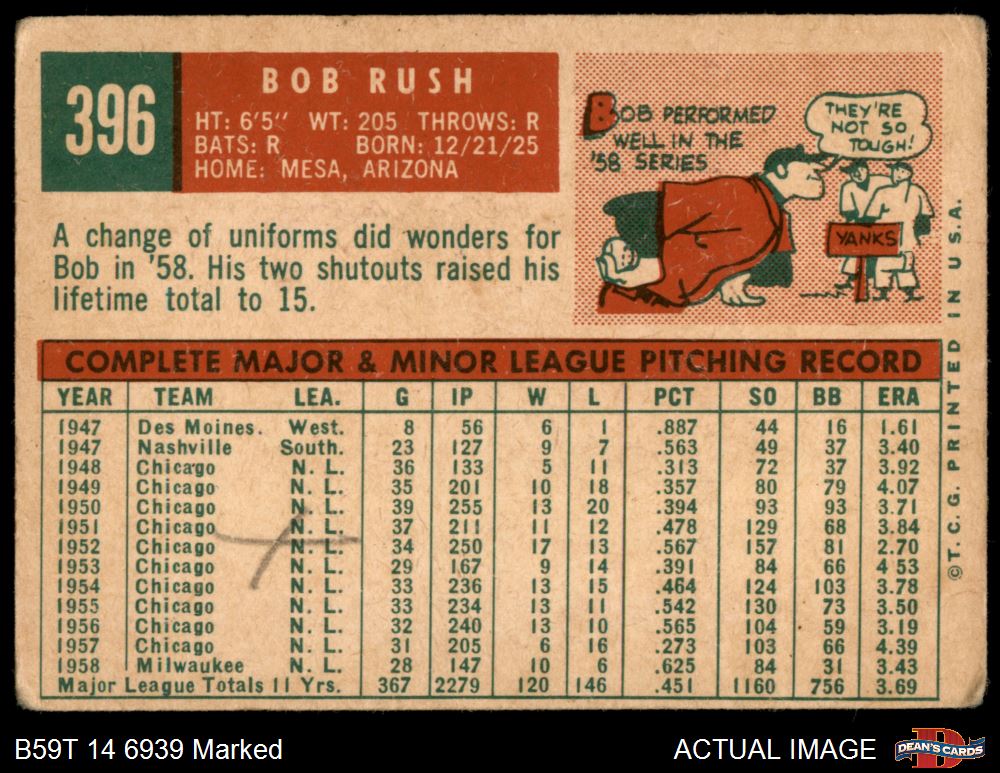 396
BOB RUSH
HT: 6'5" WT: 205 THROWS: R
BATS: R BORN: 12/21/25
HOME: MESA, ARIZONA
BOB PERFORMED
WELL IN THE
'58 SERIES
THEY'RE
NOT SO
TOUGH!
YANKS
A change of uniforms did wonders for
Bob in '58. His two shutouts raised his
lifetime total to 15.
COMPLETE MAJOR & MINOR LEAGUE PITCHING RECORD
YEAR TEAM LEA. G IP W L PCT SO BB ERA
1947 Des Moines. West. 8 56 6 1 .887 44 16 1.61
1947 Nashville South. 23 127 9 7 .563 49 37 3.40
1948 Chicago N. L. 36 133 5 11 .313 72 37 3.92
1949 Chicago N. L. 35 201 10 18 .357 80 79 4.07
1950 Chicago N. L. 39 255 13 20 .394 93 93 3.71
1951 Chicago N. L. 37 211 11 12 .478 129 68 3.84
1952 Chicago N. L. 34 250 17 13 .567 157 81 2.70
1953 Chicago N. L. 29 167 9 14 .391 84 66 4 53
1954 Chicago N. L. 33 236 13 15 .464 124 103 3.78
1955 Chicago N. L. 33 234 13 11 .542 130 73 3.50
1956 Chicago N. L. 32 240 13 10 .565 104 59 3.19
1957 Chicago N. L. 31 205 6 16 .273 103 66 4.39
1958 Milwaukee N. L. 28 147 10 6 .625 84 31 3.43
Major League Totals 11 Yrs. 367 2279 120 146 .451 1160 756 3.69
©T. C. G. PRINTED IN U.S.A.
B59T 14 6939 Marked
ACTUAL IMAGE
DEAN'S CARDS